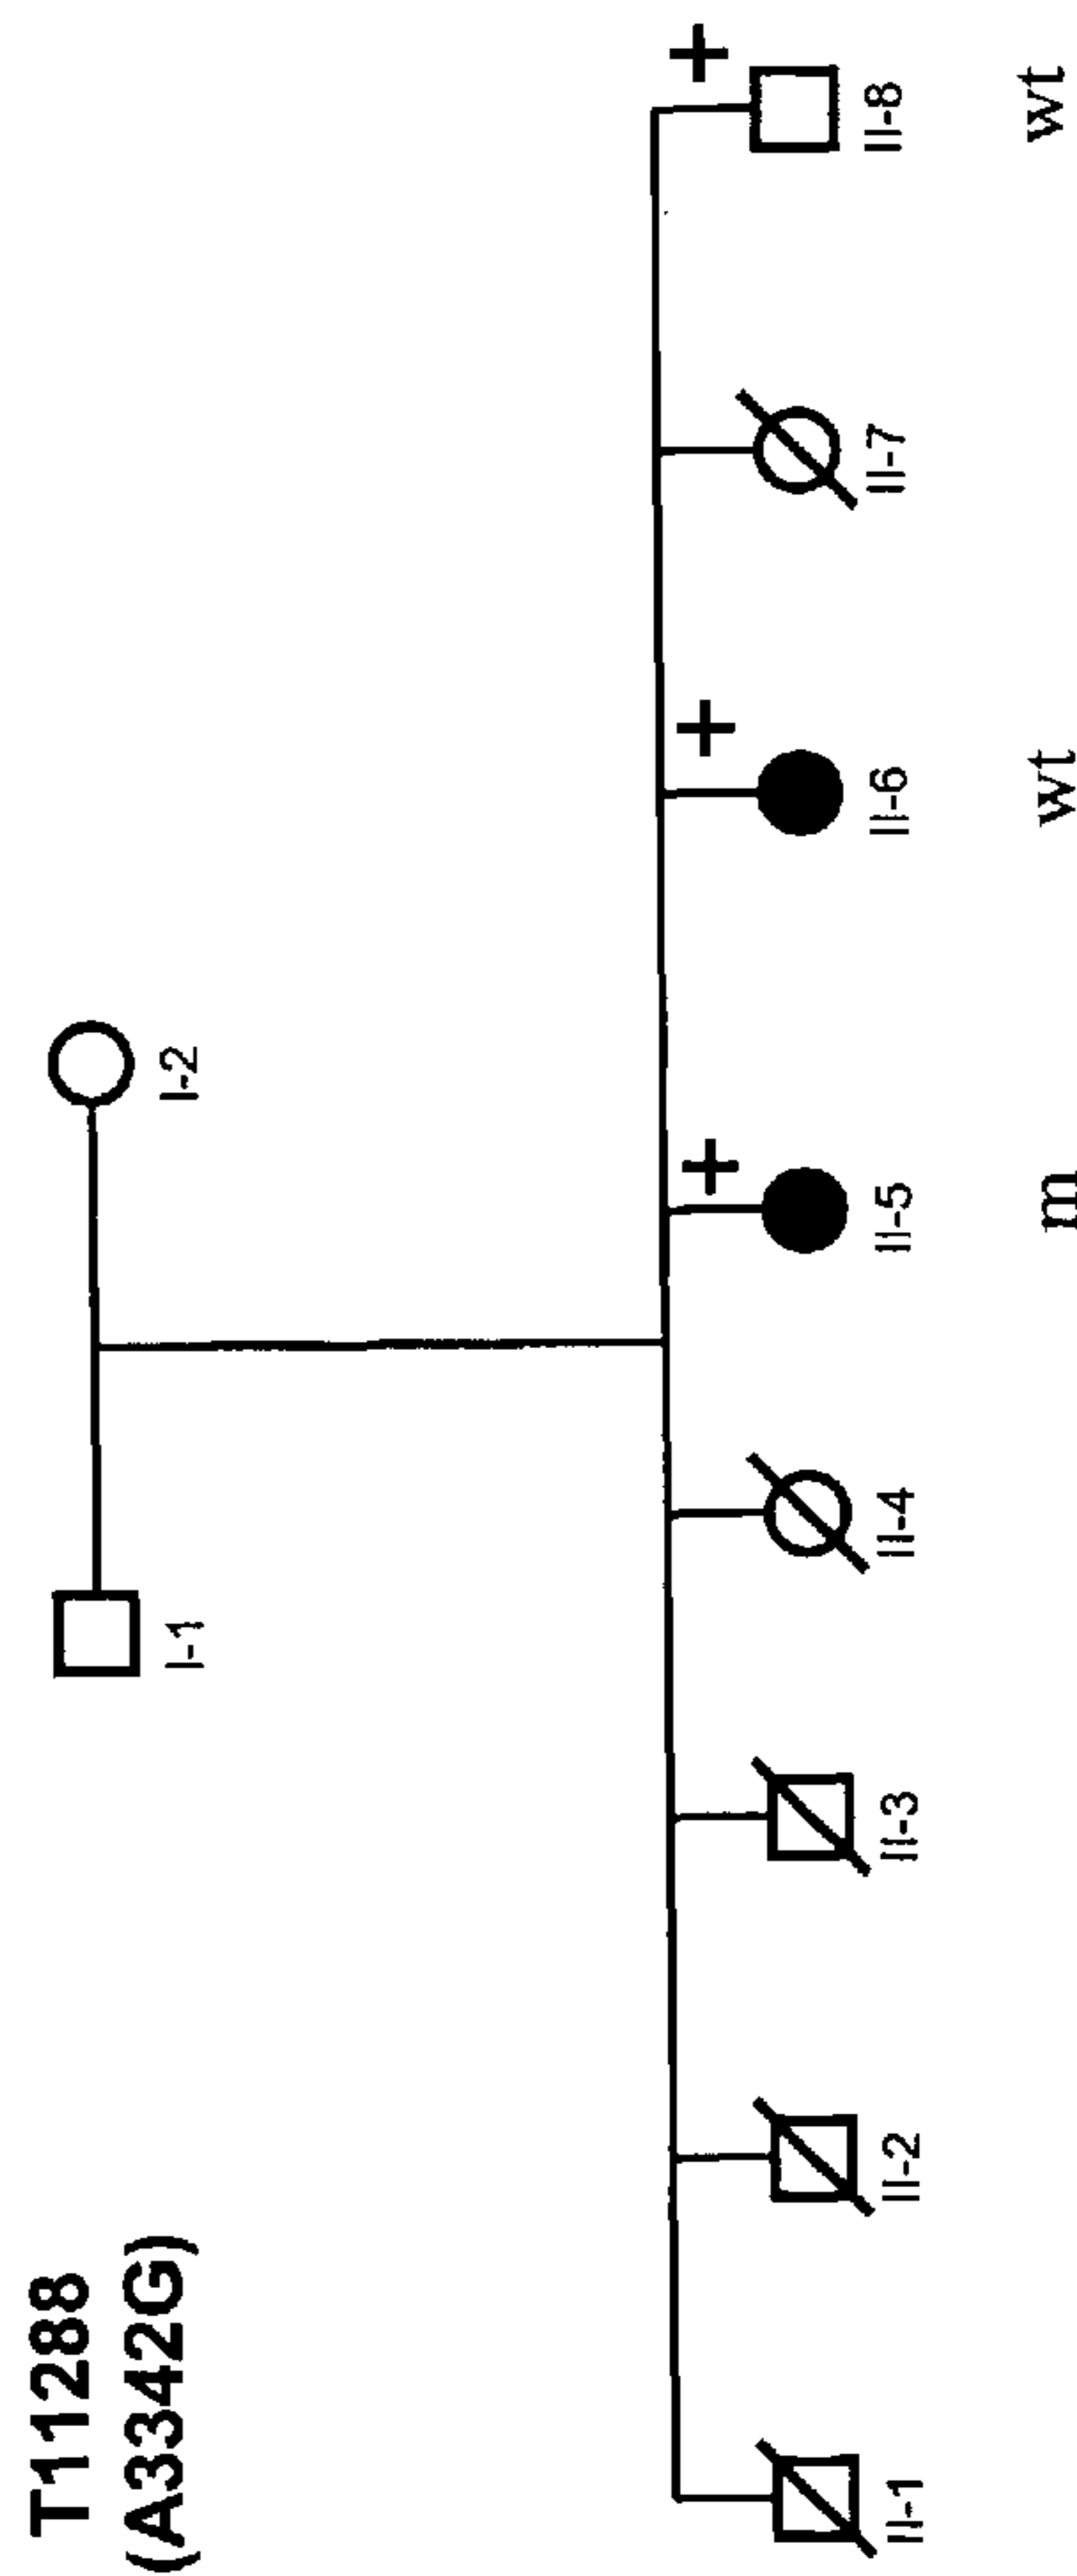 T11288
(A3342G)
I-1
I-2
II-1
II-2
II-3
II-4
II-5
II-6
II-7
II-8
+
+
+
m
wt
wt